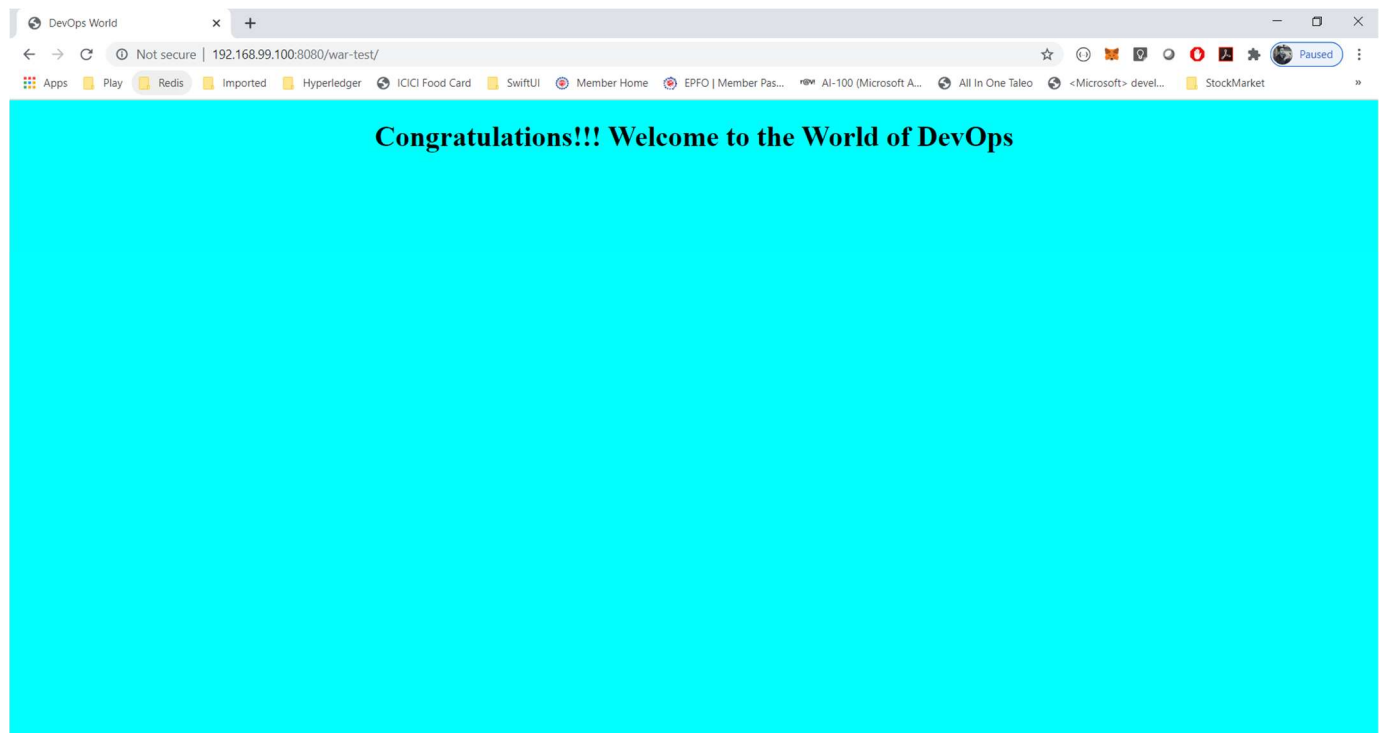 DevOps World
Not secure | 192.168.99.100:8080/war-test/
Paused
Apps Play Redis Imported Hyperledger ICICI Food Card SwiftUI Member Home EPFO | Member Pas... AI-100 (Microsoft A... All In One Taleo <Microsoft> devel... StockMarket »
Congratulations!!! Welcome to the World of DevOps